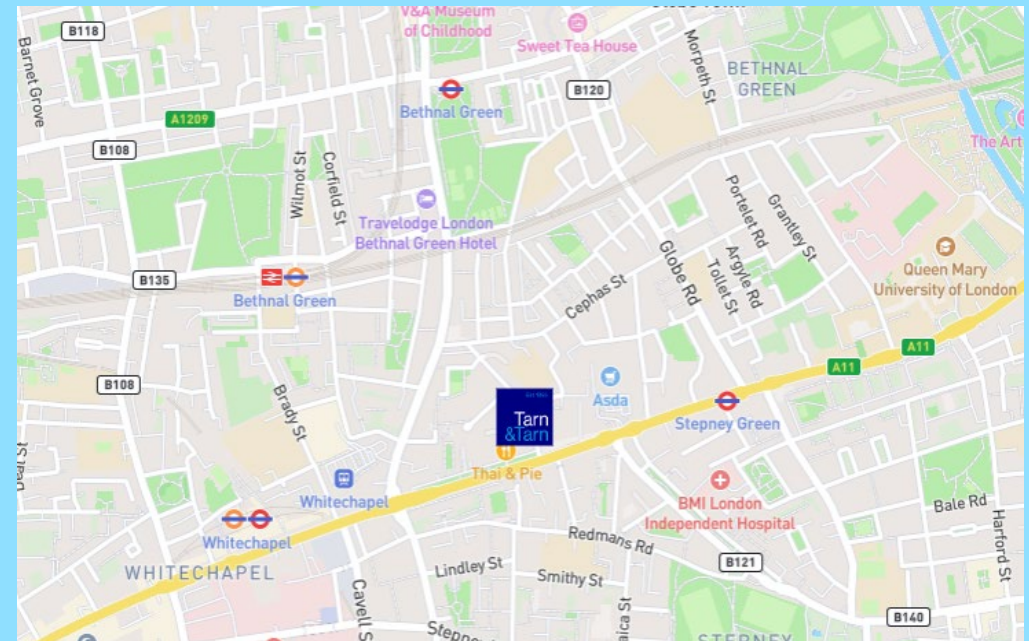 V&A Museum
of Childhood
B118
Sweet Tea House
Barnet Grove
Morpeth St
BETHNAL
GREEN
B120
Bethnal Green
A1209
The Art
B108
Wilmot St
Corfield St
Travelodge London
Bethnal Green Hotel
Portelet Rd
Grantley St
Globe Rd
Argyle Rd
Tollet St
Queen Mary
University of London
B135
Bethnal Green
Cephas St
A11
A11
B108
Brady St
Asda
Tarn
&Tarn
Stepney Green
Thai & Pie
Whitechapel
BMI London
Independent Hospital
Bale Rd
Harford St
Whitechapel
Redmans Rd
B121
WHITECHAPEL
Lindley St
Smithy St
Cavell S
B140
STEPNEY